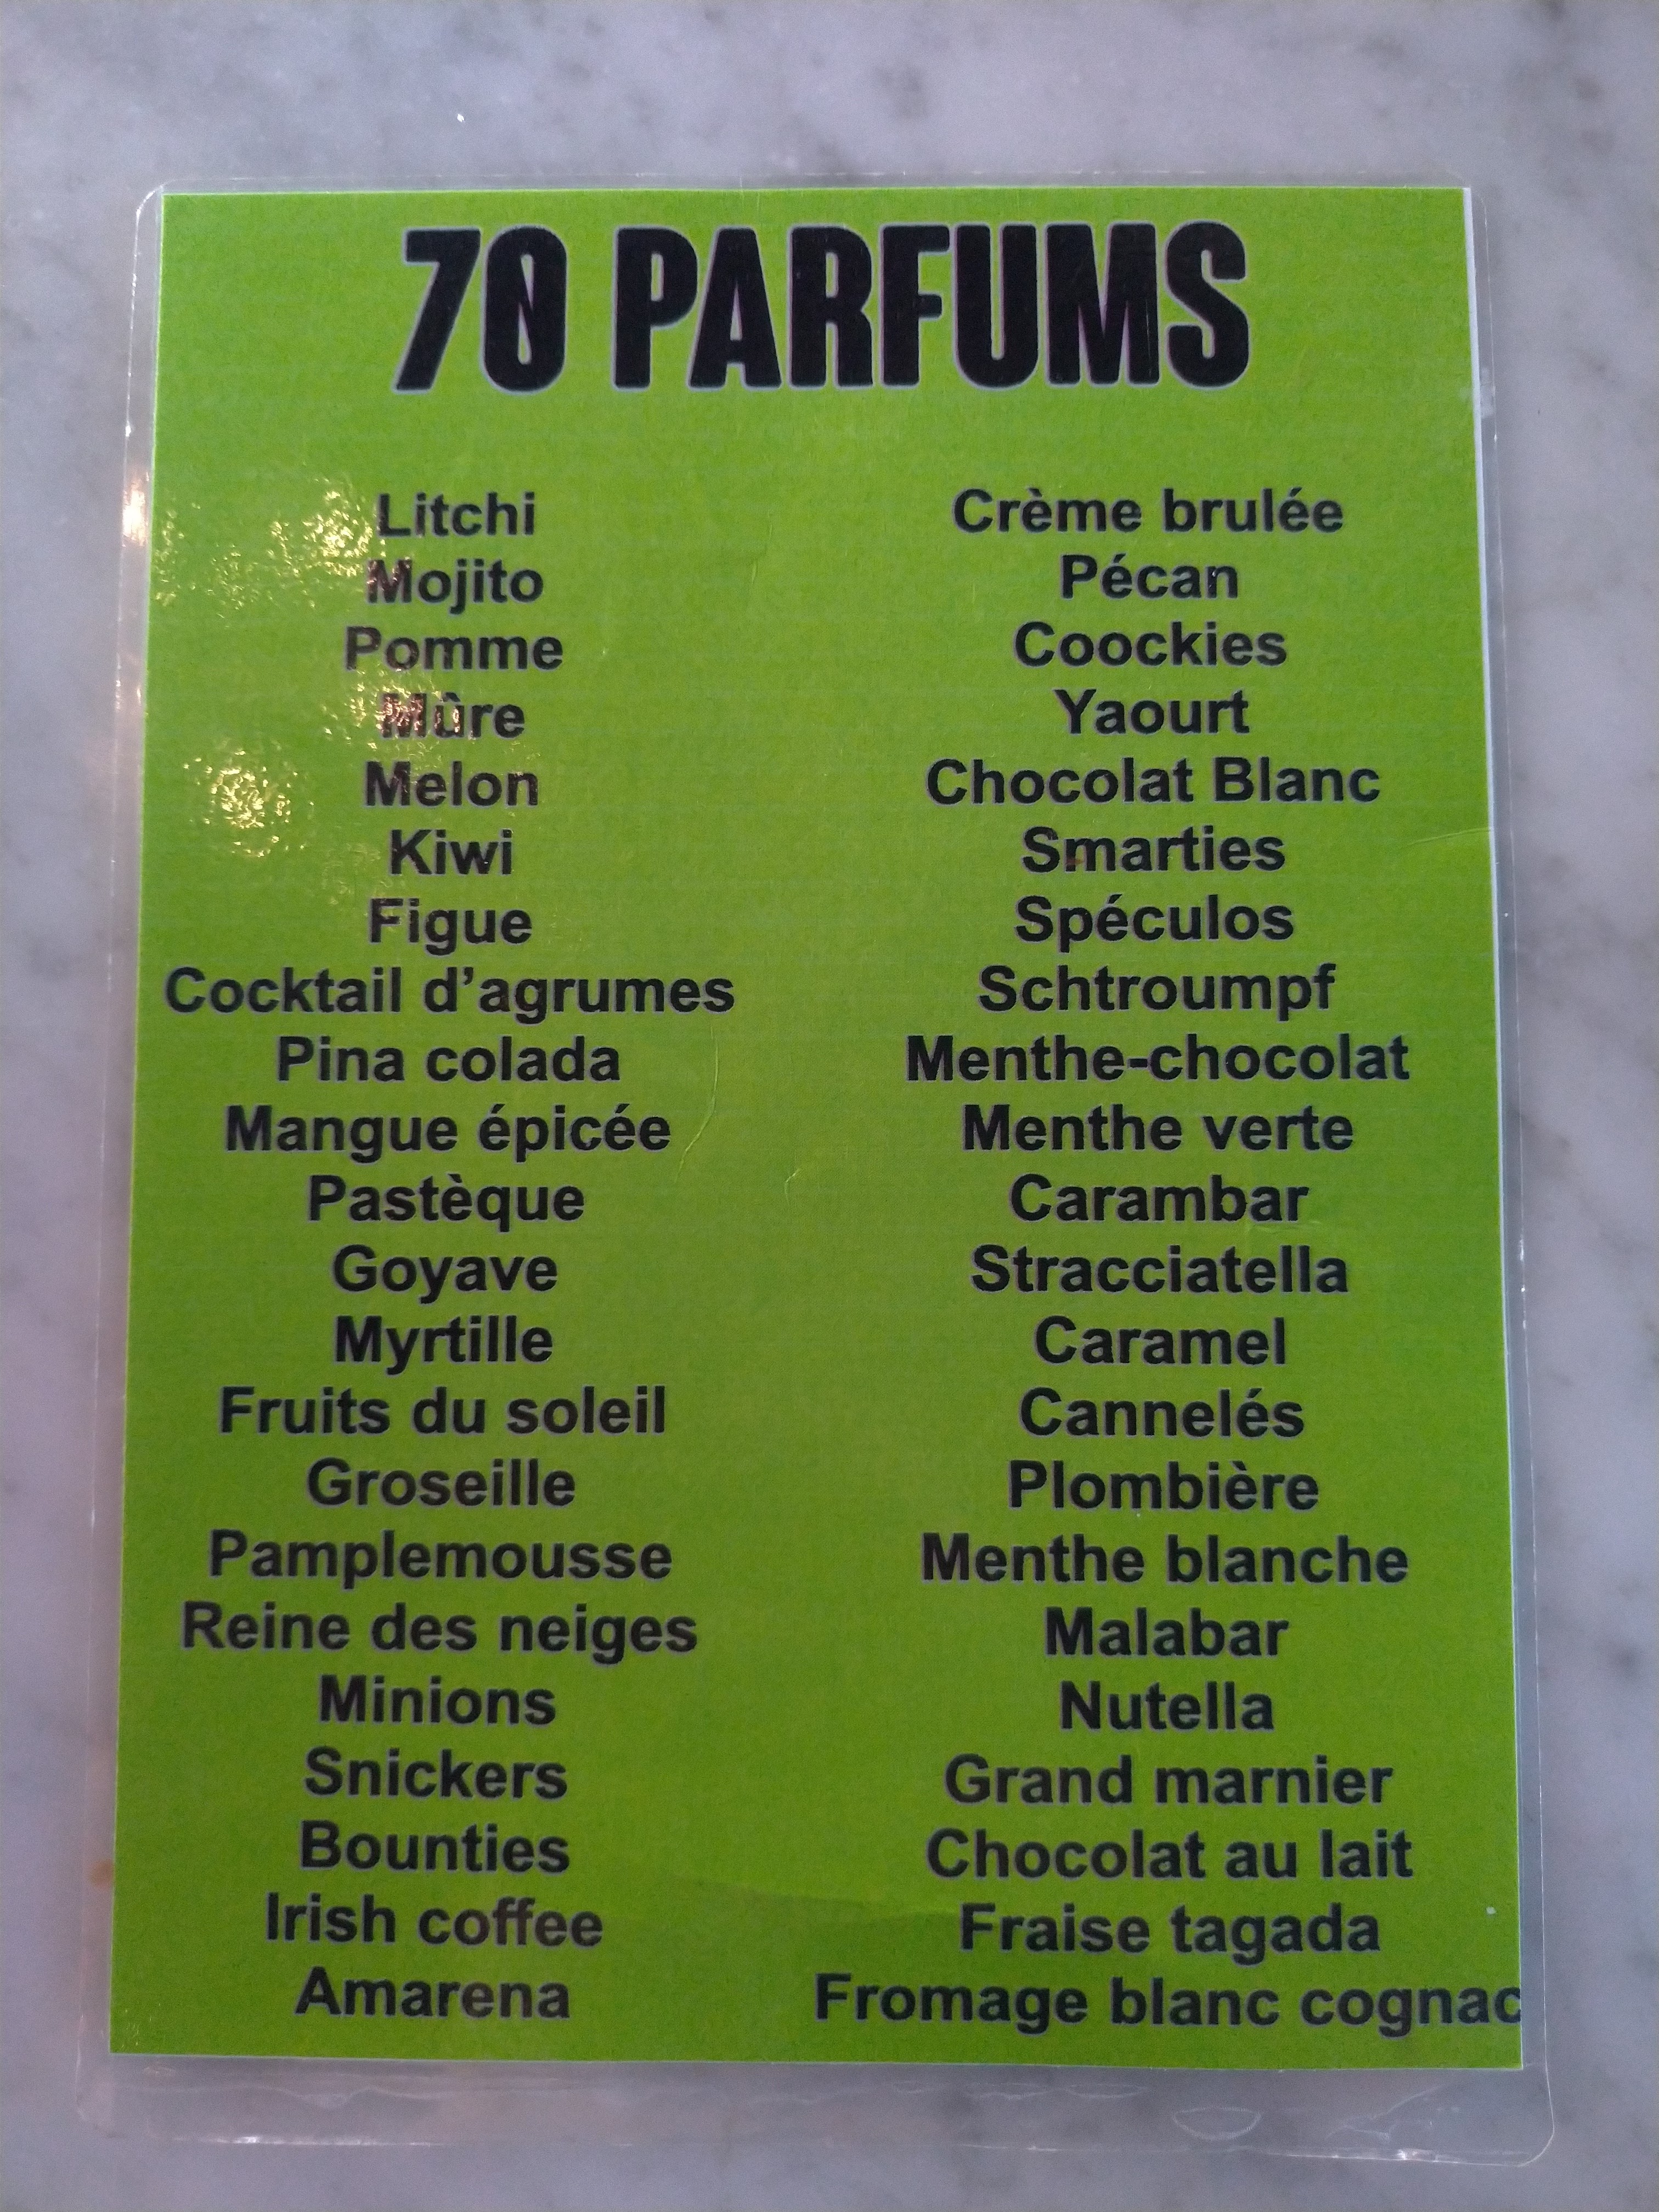 70 PARFUMS
Litchi
Mojito
Pomme
Mûre
Melon
Kiwi
Figue
Cocktail d’agrumes
Pina colada
Mangue épicée
Pastèque
Goyave
Myrtille
Fruits du soleil
Groseille
Pamplemousse
Reine des neiges
Minions
Snickers
Bounties
Irish coffee
Amarena
Crème brulée
Pécan
Coockies
Yaourt
Chocolat Blanc
Smarties
Spéculos
Schtroumpf
Menthe-chocolat
Menthe verte
Carambar
Stracciatella
Caramel
Cannelés
Plombière
Menthe blanche
Malabar
Nutella
Grand marnier
Chocolat au lait
Fraise tagada
Fromage blanc cognac